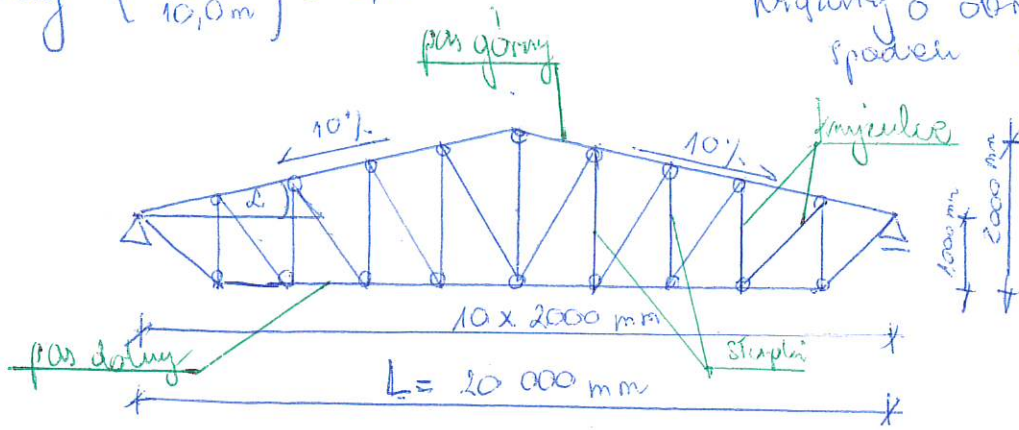 10,0m
o
spadku
pas górny
10%
10%
krzyżulce
α
1000 mm
2000 mm
10 x 2000 mm
pas dolny
słupki
L = 20 000 mm